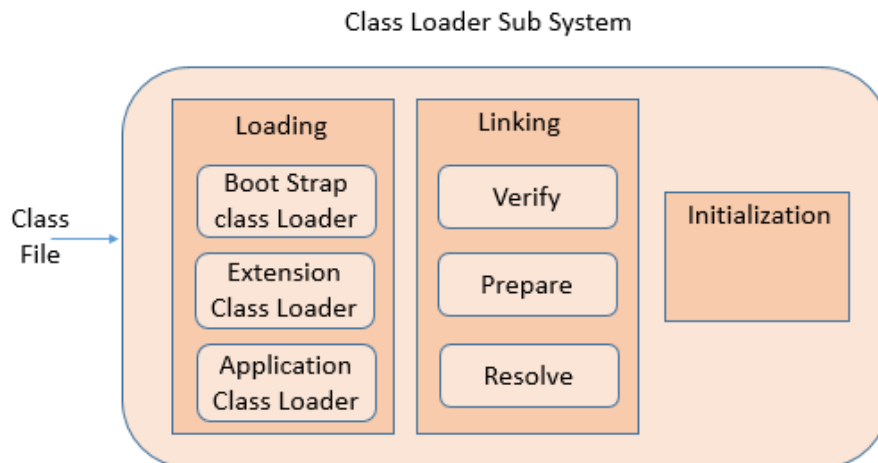 Class Loader Sub System
Class
File
Loading
Boot Strap
class Loader
Extension
Class Loader
Application
Class Loader
Linking
Verify
Prepare
Resolve
Initialization